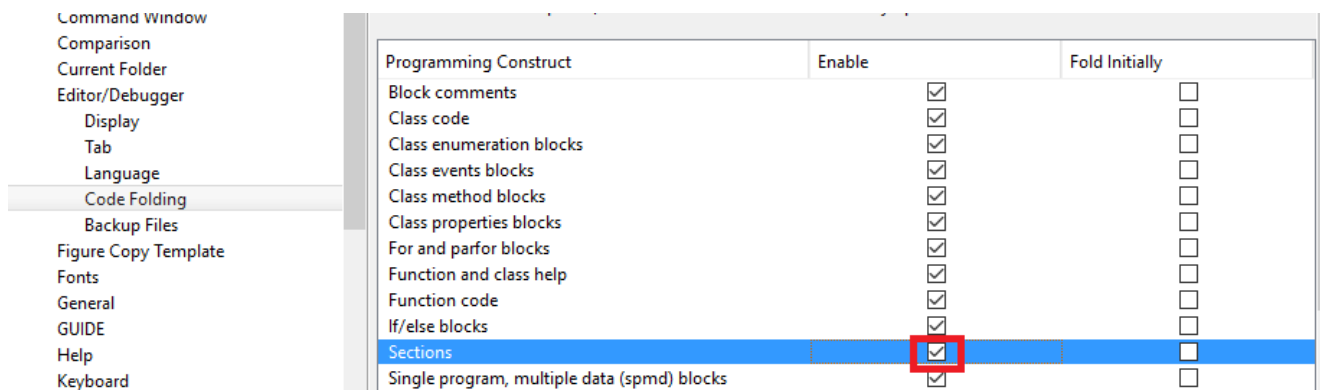 Command Window
Comparison
Current Folder
Editor/Debugger
Display
Tab
Language
Code Folding
Backup Files
Figure Copy Template
Fonts
General
GUIDE
Help
Keyboard
Programming Construct Enable Fold Initially
Block comments
Class code
Class enumeration blocks
Class events blocks
Class method blocks
Class properties blocks
For and parfor blocks
Function and class help
Function code
If/else blocks
Sections
Single program, multiple data (spmd) blocks